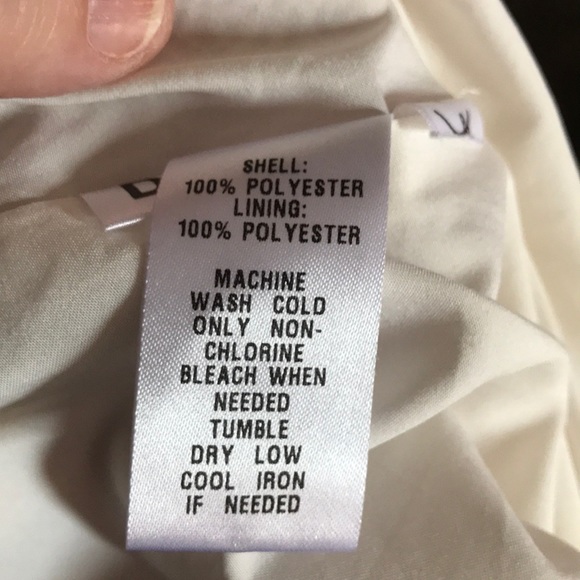 SHELL:
100% POLYESTER
LINING:
100% POLYESTER
MACHINE
WASH COLD
ONLY NON-
CHLORINE
BLEACH WHEN
NEEDED
TUMBLE
DRY LOW
COOL IRON
IF NEEDED